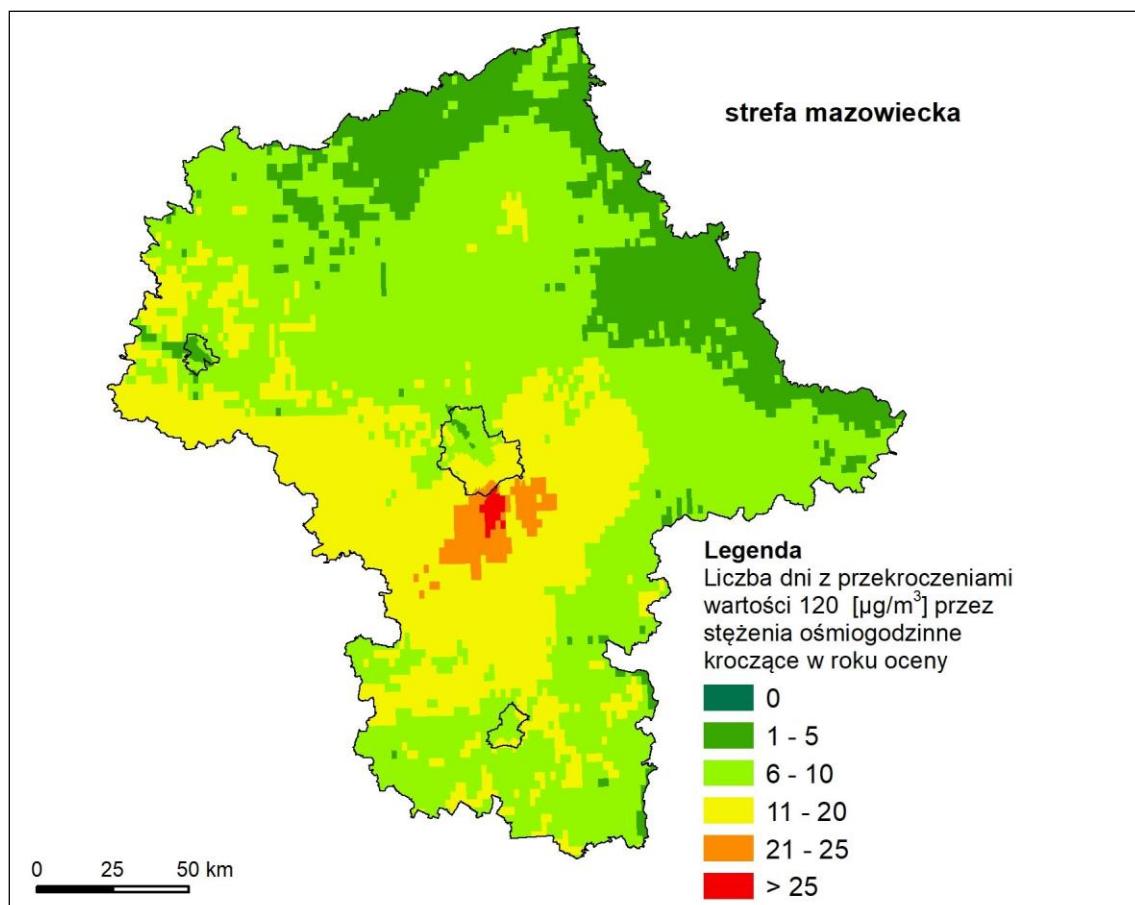 strefa mazowiecka
Legenda
Liczba dni z przekroczeniami
wartości 120 [µg/m³] przez
stężenia ośmiogodzinne
kroczące w roku oceny
0
1 - 5
6 - 10
11 - 20
21 - 25
> 25
0 25 50 km